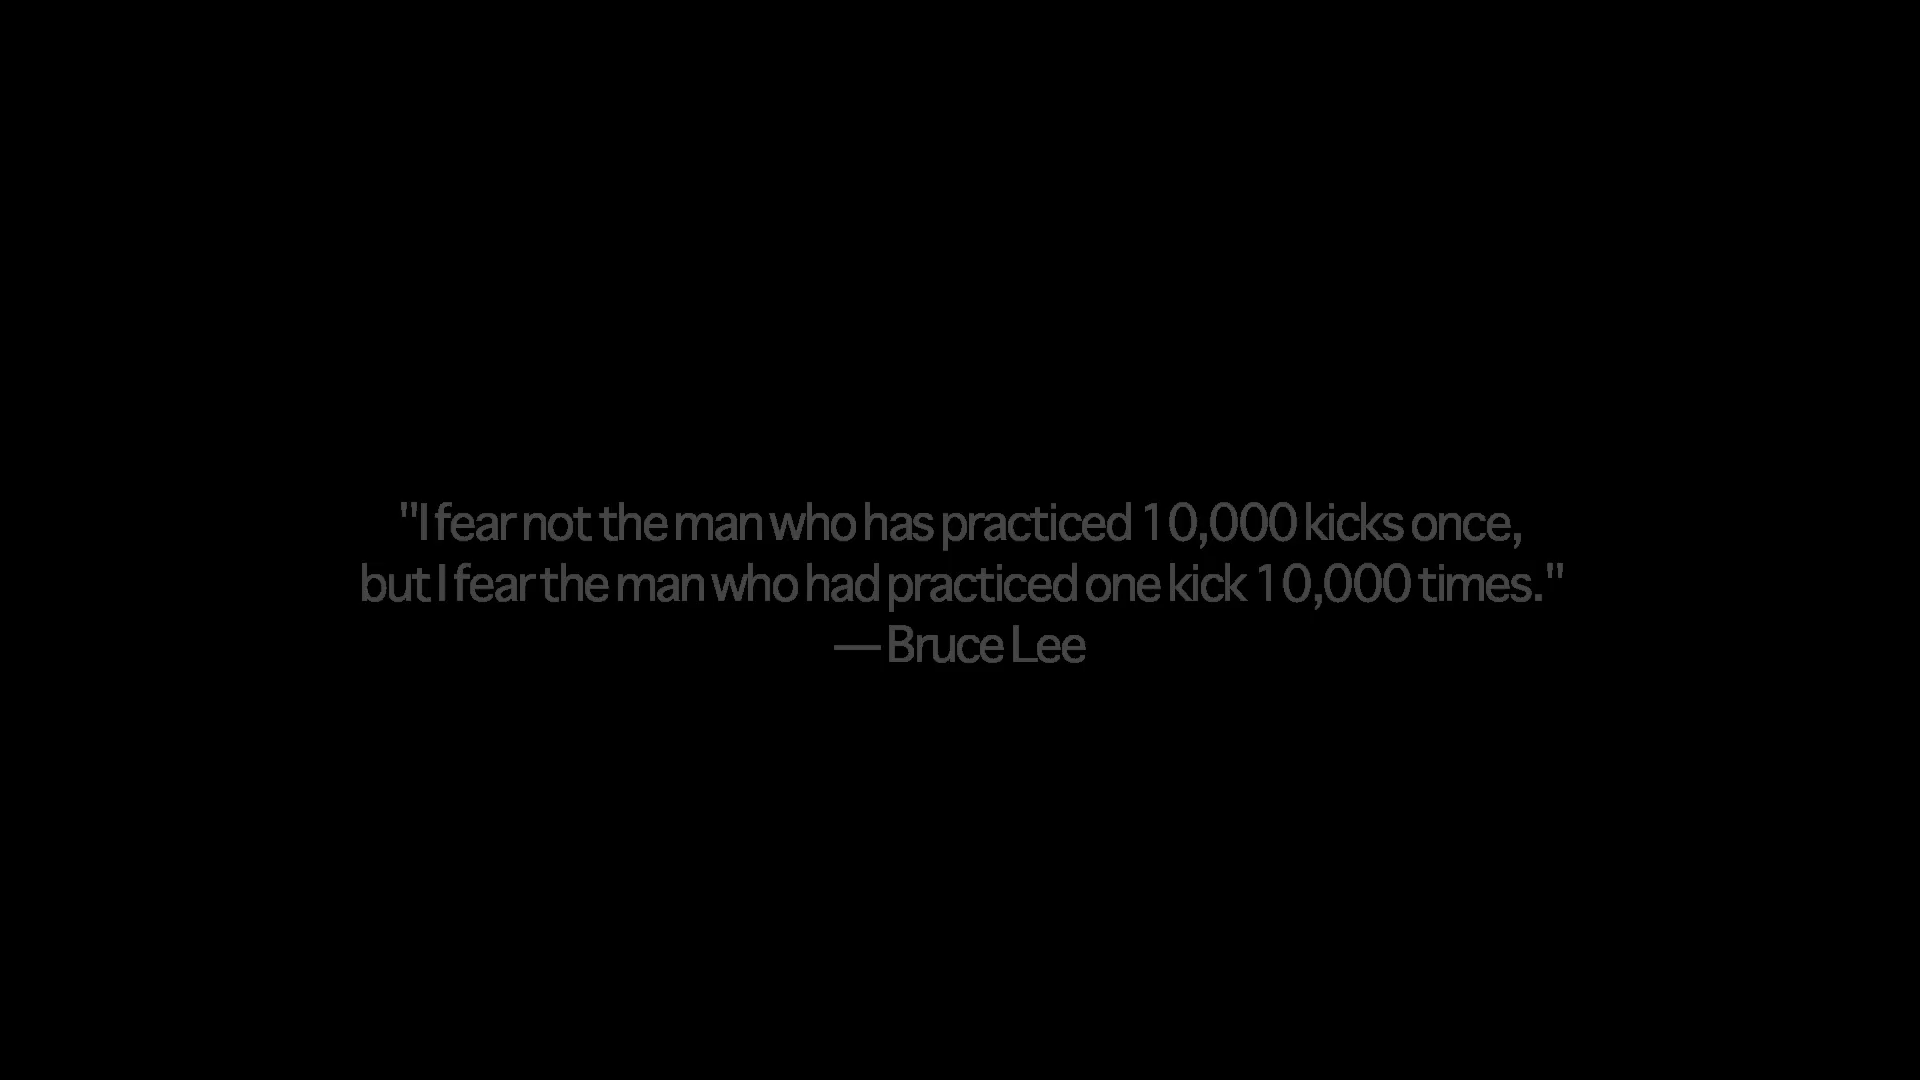 "I fear not the man who has practiced 10,000 kicks once,
but I fear the man who had practiced one kick 10,000 times."
— Bruce Lee